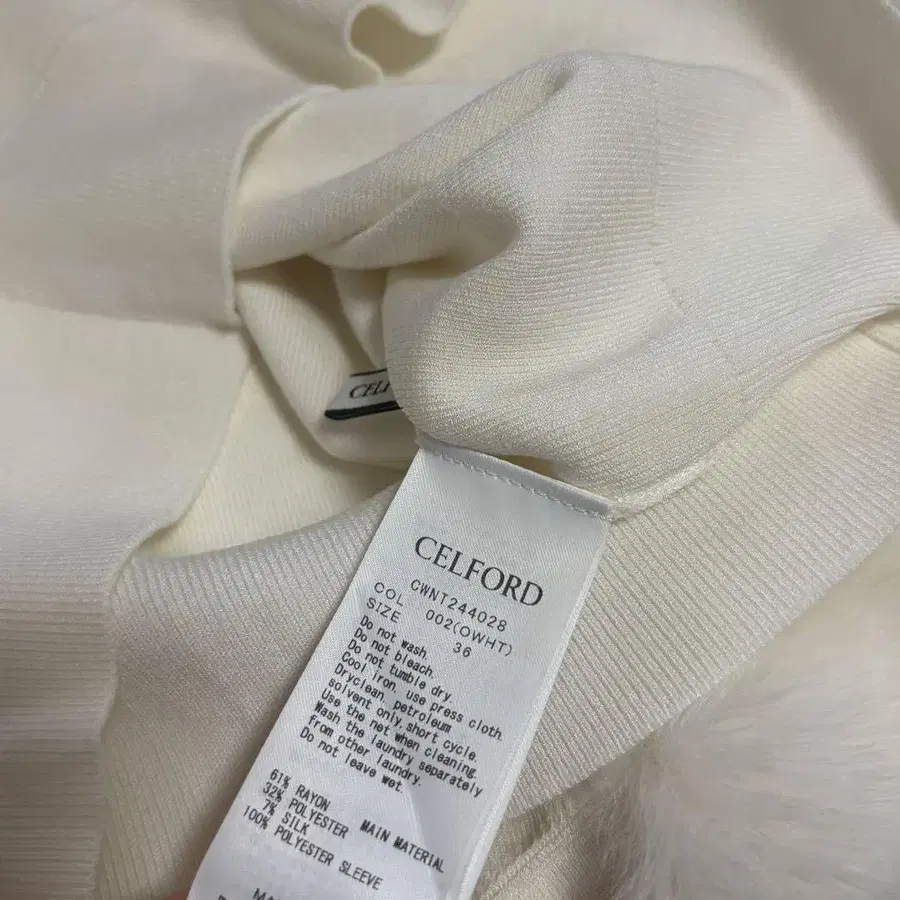 CELFORD
CWNT244028
COL 002(OWHT)
SIZE 36
Do not wash.
Do not bleach.
Do not tumble dry.
Cool iron, use press cloth.
Dryclean, petroleum
solvent only, short cycle.
Use the net when cleaning.
Wash the laundry separately
from other laundry.
Do not leave wet.
61% RAYON
32% POLYESTER MAIN MATERIAL
7% SILK
100% POLYESTER SLEEVE